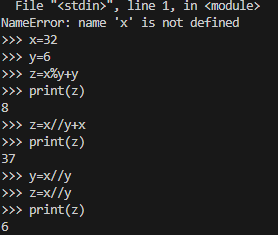 File "<stdin>", line 1, in <module>
NameError: name 'x' is not defined
>>> x=32
>>> y=6
>>> z=x%y+y
>>> print(z)
8
>>> z=x//y+x
>>> print(z)
37
>>> y=x//y
>>> z=x//y
>>> print(z)
6